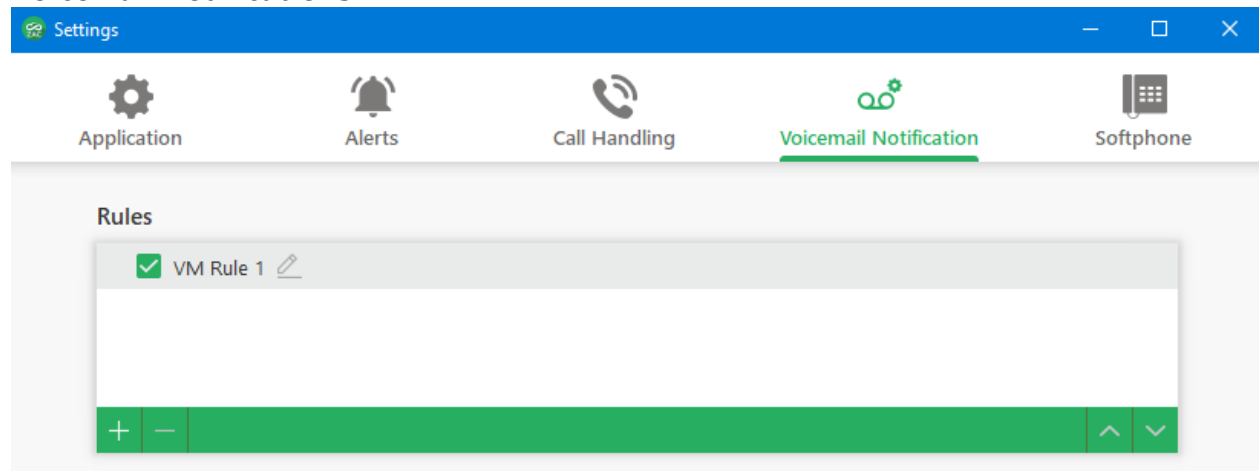 Settings
Application
Alerts
Call Handling
Voicemail Notification
Softphone
Rules
VM Rule 1